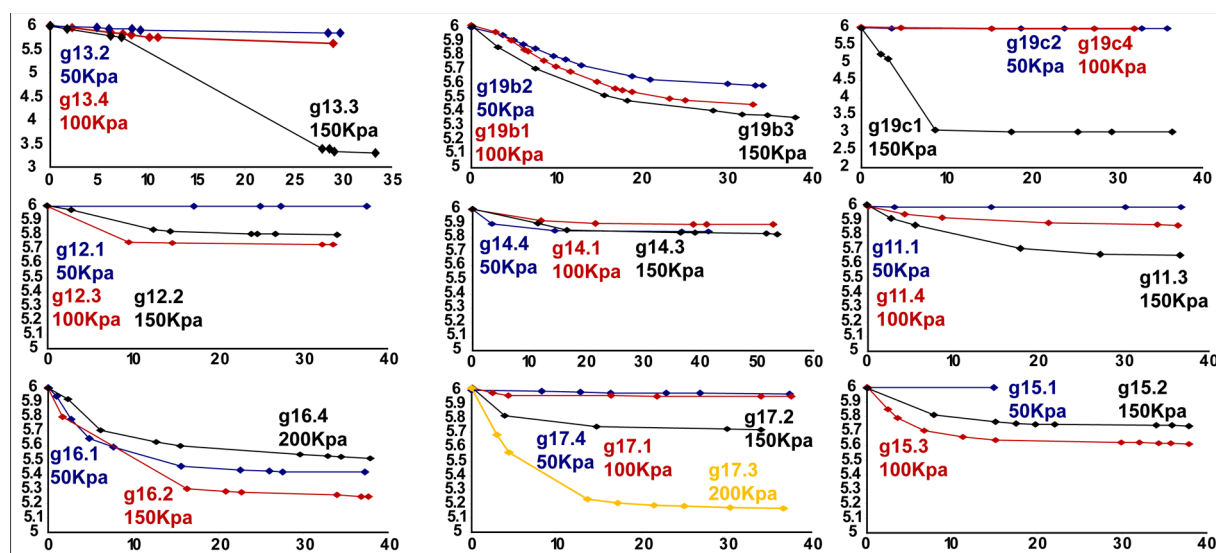 6
5.5
5
4.5
4
3.5
3
0
5
10
15
20
25
30
35
g13.2
50Kpa
g13.4
100Kpa
g13.3
150Kpa
6
5.9
5.8
5.7
5.6
5.5
5.4
5.3
5.2
5.1
5
0
10
20
30
40
g19b2
50Kpa
g19b1
100Kpa
g19b3
150Kpa
6
5.5
5
4.5
4
3.5
3
2.5
2
0
10
20
30
40
g19c2
50Kpa
g19c4
100Kpa
g19c1
150Kpa
6
5.9
5.8
5.7
5.6
5.5
5.4
5.3
5.2
5.1
5
0
10
20
30
40
g12.1
50Kpa
g12.3
100Kpa
g12.2
150Kpa
6
5.9
5.8
5.7
5.6
5.5
5.4
5.3
5.2
5.1
5
0
10
20
30
40
50
60
g14.4
50Kpa
g14.1
100Kpa
g14.3
150Kpa
6
5.9
5.8
5.7
5.6
5.5
5.4
5.3
5.2
5.1
5
0
10
20
30
40
g11.1
50Kpa
g11.4
100Kpa
g11.3
150Kpa
6
5.9
5.8
5.7
5.6
5.5
5.4
5.3
5.2
5.1
5
0
10
20
30
40
g16.4
200Kpa
g16.1
50Kpa
g16.2
150Kpa
6
5.9
5.8
5.7
5.6
5.5
5.4
5.3
5.2
5.1
5
0
10
20
30
40
g17.2
150Kpa
g17.4
50Kpa
g17.1
100Kpa
g17.3
200Kpa
6
5.9
5.8
5.7
5.6
5.5
5.4
5.3
5.2
5.1
5
0
10
20
30
40
g15.1
50Kpa
g15.2
150Kpa
g15.3
100Kpa